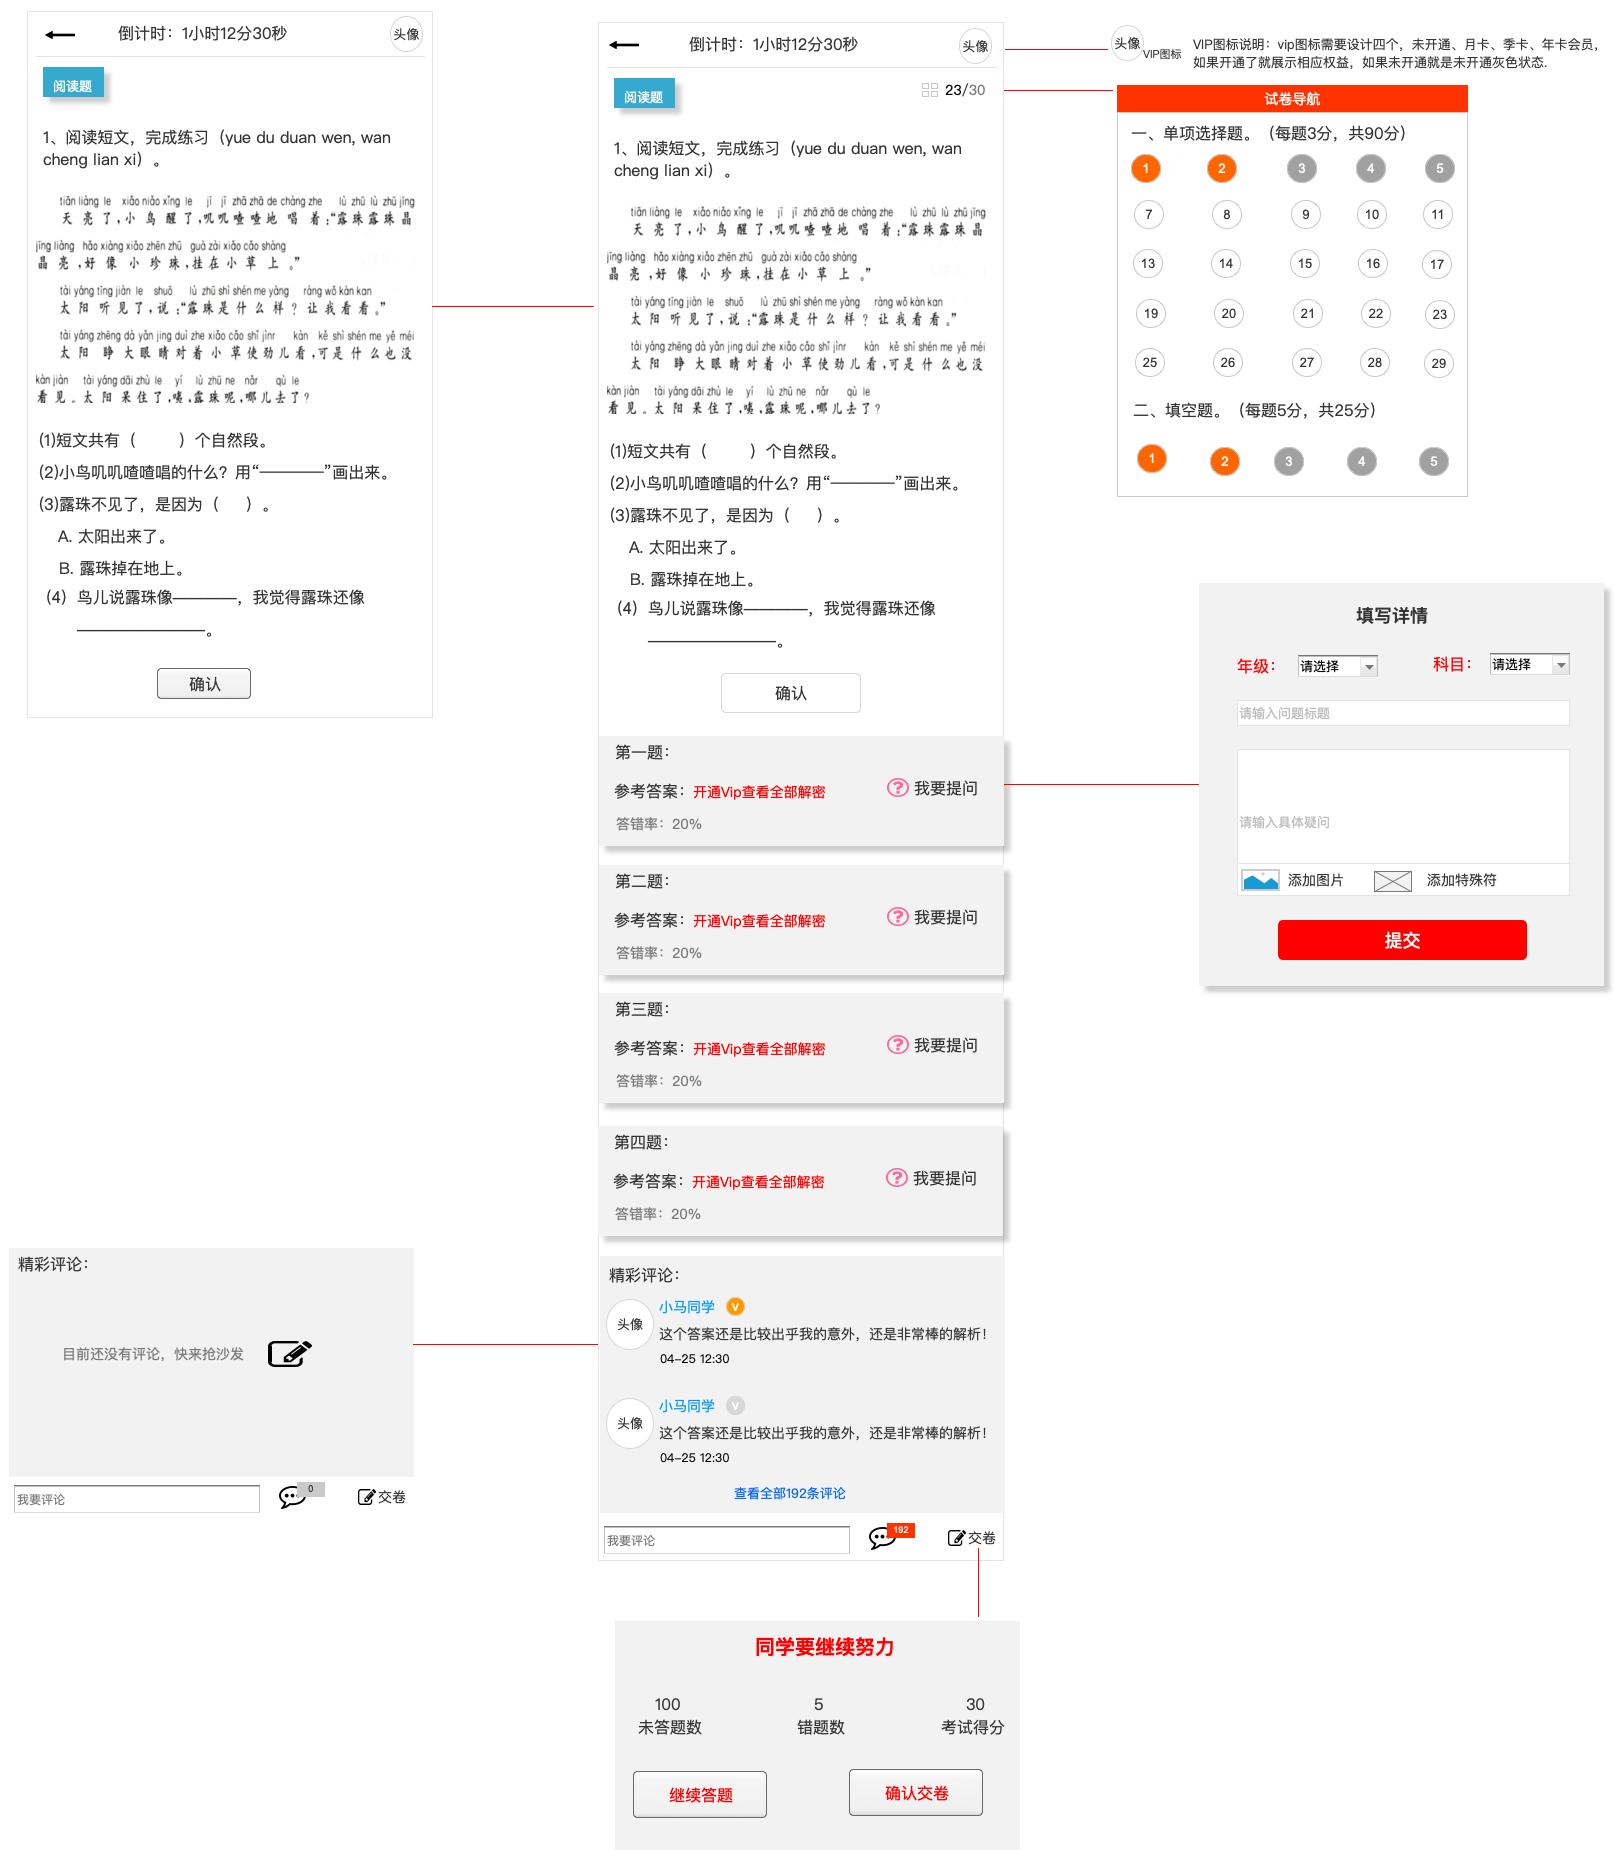 倒计时：1小时12分30秒
头像
阅读题
1、阅读短文，完成练习（yue du duan wen, wan
cheng lian xi）。
tiān liàng le xiǎo niǎo xǐng le jī jī zhā zhā de chàng zhe lù zhū lù zhū jīng
天亮了,小鸟醒了,叽叽喳喳地唱着:“露珠露珠晶
jīng liàng hǎo xiàng xiǎo zhēn zhū guà zài xiǎo cǎo shàng
晶亮,好像小珍珠,挂在小草上。”
tài yáng tīng jiàn le shuō lù zhū shì shén me yàng ràng wǒ kàn kan
太阳听见了,说:“露珠是什么样?让我看看。”
tài yáng zhēng dà yǎn jing duì zhe xiǎo cǎo shǐ jìnr kàn kě shì shén me yě méi
太阳睁大眼睛对着小草使劲儿看,可是什么也没
kàn jiàn tài yáng dāi zhù le yí lù zhū ne nǎr qù le
看见。太阳呆住了,咦,露珠呢,哪儿去了?
(1)短文共有（ ）个自然段。
(2)小鸟叽叽喳喳唱的什么？用“————”画出来。
(3)露珠不见了，是因为（ ）。
A. 太阳出来了。
B. 露珠掉在地上。
（4）鸟儿说露珠像————，我觉得露珠还像
————————。
确认
倒计时：1小时12分30秒
头像
阅读题
23/30
1、阅读短文，完成练习（yue du duan wen, wan
cheng lian xi）。
tiān liàng le xiǎo niǎo xǐng le jī jī zhā zhā de chàng zhe lù zhū lù zhū jīng
天亮了,小鸟醒了,叽叽喳喳地唱着:“露珠露珠晶
jīng liàng hǎo xiàng xiǎo zhēn zhū guà zài xiǎo cǎo shàng
晶亮,好像小珍珠,挂在小草上。”
tài yáng tīng jiàn le shuō lù zhū shì shén me yàng ràng wǒ kàn kan
太阳听见了,说:“露珠是什么样?让我看看。”
tài yáng zhēng dà yǎn jing duì zhe xiǎo cǎo shǐ jìnr kàn kě shì shén me yě méi
太阳睁大眼睛对着小草使劲儿看,可是什么也没
kàn jiàn tài yáng dāi zhù le yí lù zhū ne nǎr qù le
看见。太阳呆住了,咦,露珠呢,哪儿去了?
(1)短文共有（ ）个自然段。
(2)小鸟叽叽喳喳唱的什么？用“————”画出来。
(3)露珠不见了，是因为（ ）。
A. 太阳出来了。
B. 露珠掉在地上。
（4）鸟儿说露珠像————，我觉得露珠还像
————————。
确认
第一题：
参考答案：开通Vip查看全部解密
我要提问
答错率：20%
第二题：
参考答案：开通Vip查看全部解密
我要提问
答错率：20%
第三题：
参考答案：开通Vip查看全部解密
我要提问
答错率：20%
第四题：
参考答案：开通Vip查看全部解密
我要提问
答错率：20%
精彩评论：
头像
小马同学 V
这个答案还是比较出乎我的意外，还是非常棒的解析！
04-25 12:30
头像
小马同学 V
这个答案还是比较出乎我的意外，还是非常棒的解析！
04-25 12:30
查看全部192条评论
我要评论
192
交卷
头像
VIP图标
VIP图标说明：vip图标需要设计四个，未开通、月卡、季卡、年卡会员，
如果开通了就展示相应权益，如果未开通就是未开通灰色状态.
试卷导航
一、单项选择题。（每题3分，共90分）
1 2 3 4 5
7 8 9 10 11
13 14 15 16 17
19 20 21 22 23
25 26 27 28 29
二、填空题。（每题5分，共25分）
1 2 3 4 5
填写详情
年级： 请选择 科目： 请选择
请输入问题标题
请输入具体疑问
添加图片 添加特殊符
提交
精彩评论：
目前还没有评论，快来抢沙发
我要评论
0
交卷
同学要继续努力
100 5 30
未答题数 错题数 考试得分
继续答题 确认交卷